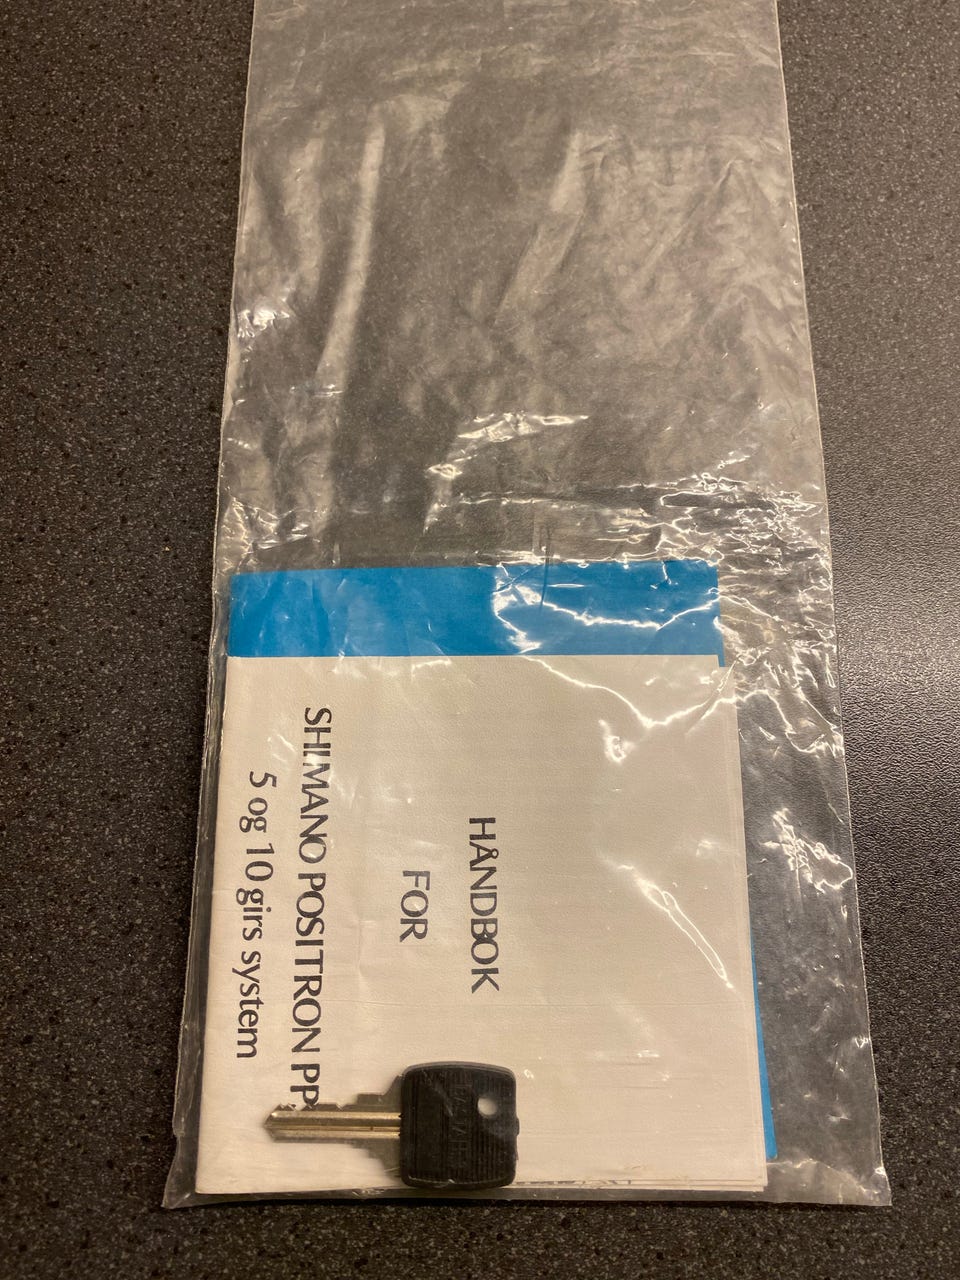 HÅNDBOK
FOR
SHIMANO POSITRON PP
5 og 10 girs system